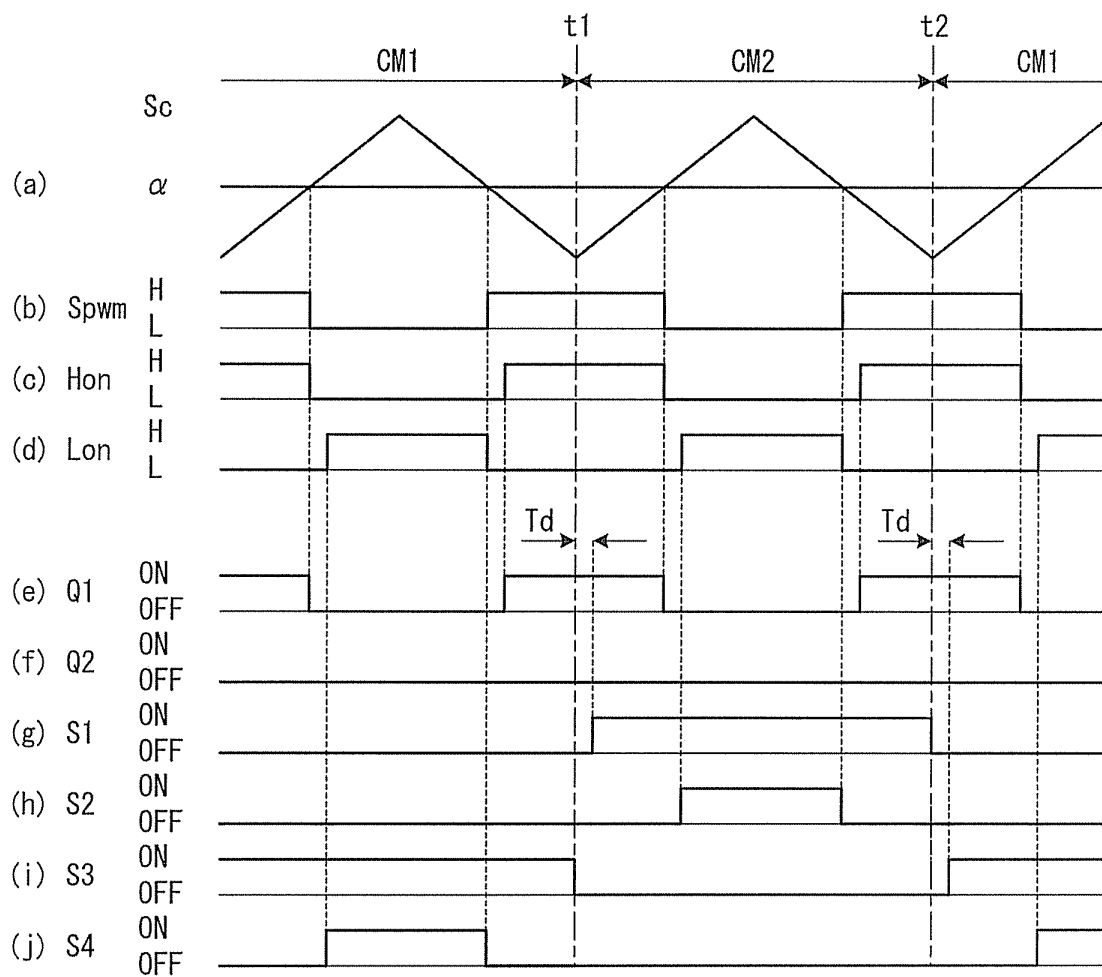 t1 t2
CM1 CM2 CM1
Sc
(a) α
(b) Spwm H
L
(c) Hon H
L
(d) Lon H
L
Td Td
(e) Q1 ON
OFF
(f) Q2 ON
OFF
(g) S1 ON
OFF
(h) S2 ON
OFF
(i) S3 ON
OFF
(j) S4 ON
OFF